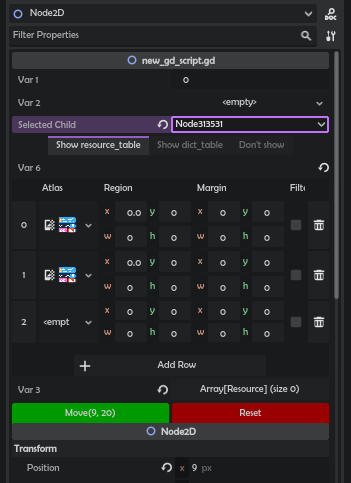 Node2D
DOC
Filter Properties
new_gd_script.gd
Var 1 0
Var 2 <empty>
Selected Child Node313531
Show resource_table Show dict_table Don't show
Var 6
Atlas Region Margin Filte
0 x 0.0 y 0 x 0 y 0
w 0 h 0 w 0 h 0
1 x 0.0 y 0 x 0 y 0
w 0 h 0 w 0 h 0
2 <empt x 0 y 0 x 0 y 0
w 0 h 0 w 0 h 0
+ Add Row
Var 3 Array[Resource] (size 0)
Move(9, 20) Reset
Node2D
Transform
Position x 9 px